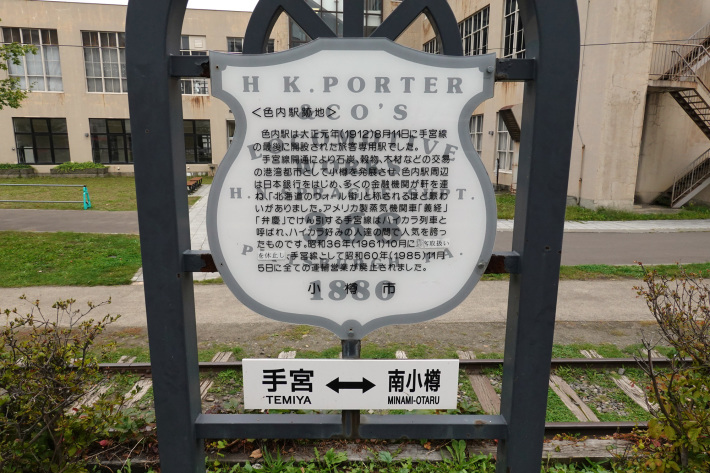 H K.PORTER
CO'S
<色内駅跡地>
色内駅は大正元年(1912)8月11日に手宮線
の最後に開設された旅客専用駅でした。
手宮線開通により石炭、穀物、木材などの交易
の港湾都市として小樽を発展させ、色内駅周辺
は日本銀行をはじめ、多くの金融機関が軒を連
ね、「北海道のウォール街」と称されるほど賑わ
いがありました。アメリカ製蒸気機関車「義経」
「弁慶」でけん引する手宮線はハイカラ列車と
呼ばれ、ハイカラ好みの人達の間で人気を誇っ
たものです。昭和36年(1961)10月に旅客取扱い
を休止し、手宮線として昭和60年(1985)11月
5日に全ての運輸営業が廃止されました。
小樽市
1880
手宮 ↔ 南小樽
TEMIYA MINAMI-OTARU